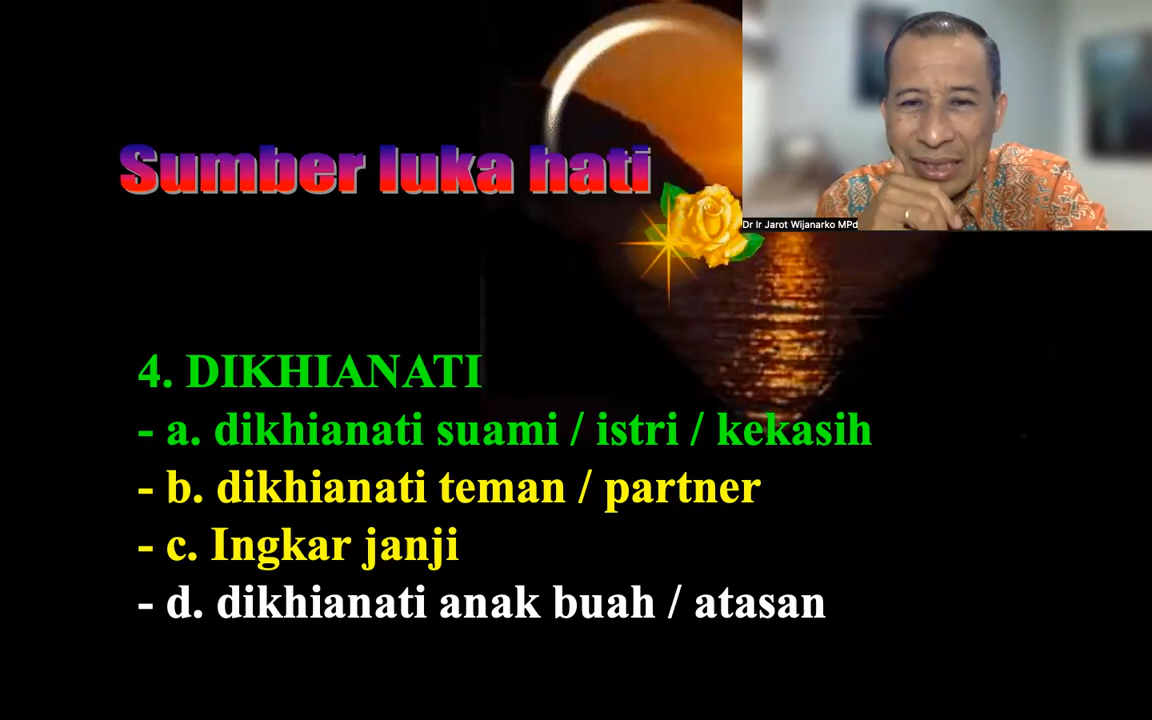 Sumber luka hati
Dr Ir Jarot Wijanarko MPd
4. DIKHIANATI
- a. dikhianati suami / istri / kekasih
- b. dikhianati teman / partner
- c. Ingkar janji
- d. dikhianati anak buah / atasan